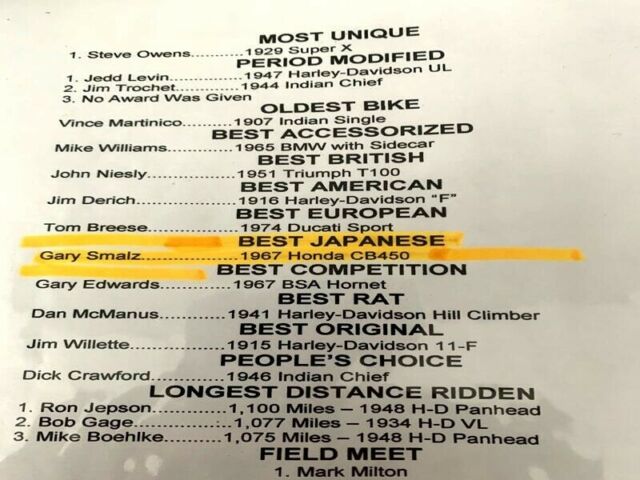 MOST UNIQUE
1. Steve Owens..........1929 Super X
PERIOD MODIFIED
1. Jedd Levin..............1947 Harley-Davidson UL
2. Jim Trochet............1944 Indian Chief
3. No Award Was Given
OLDEST BIKE
Vince Martinico..........1907 Indian Single
BEST ACCESSORIZED
Mike Williams.............1965 BMW with Sidecar
BEST BRITISH
John Niesly................1951 Triumph T100
BEST AMERICAN
Jim Derich.................1916 Harley-Davidson "F"
BEST EUROPEAN
Tom Breese...............1974 Ducati Sport
BEST JAPANESE
Gary Smalz................1967 Honda CB450
BEST COMPETITION
Gary Edwards............1967 BSA Hornet
BEST RAT
Dan McManus............1941 Harley-Davidson Hill Climber
BEST ORIGINAL
Jim Willette................1915 Harley-Davidson 11-F
PEOPLE'S CHOICE
Dick Crawford............1946 Indian Chief
LONGEST DISTANCE RIDDEN
1. Ron Jepson............1,100 Miles – 1948 H-D Panhead
2. Bob Gage...............1,077 Miles – 1934 H-D VL
3. Mike Boehlke.........1,075 Miles – 1948 H-D Panhead
FIELD MEET
1. Mark Milton